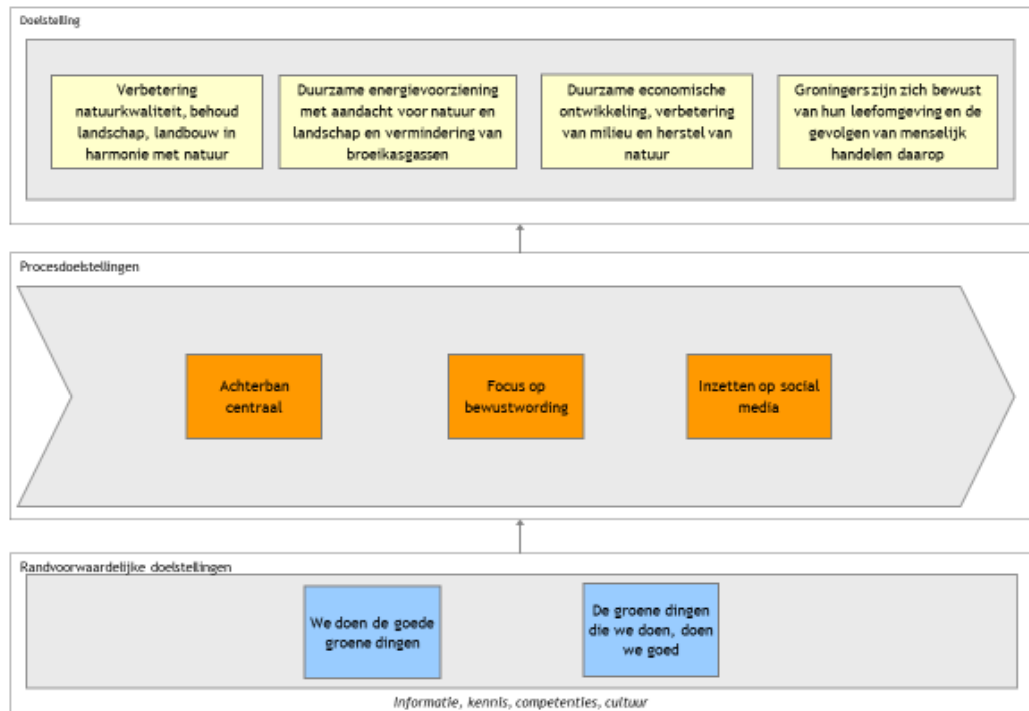 Doelstelling
Verbetering
natuurkwaliteit, behoud
landschap, landbouw in
harmonie met natuur
Duurzame energievoorziening
met aandacht voor natuur en
landschap en vermindering van
broeikasgassen
Duurzame economische
ontwikkeling, verbetering
van milieu en herstel van
natuur
Groningers zijn zich bewust
van hun leefomgeving en de
gevolgen van menselijk
handelen daarop
Procesdoelstellingen
Achterban
centraal
Focus op
bewustwording
Inzetten op social
media
Randvoorwaardelijke doelstellingen
We doen de goede
groene dingen
De groene dingen
die we doen, doen
we goed
Informatie, kennis, competenties, cultuur